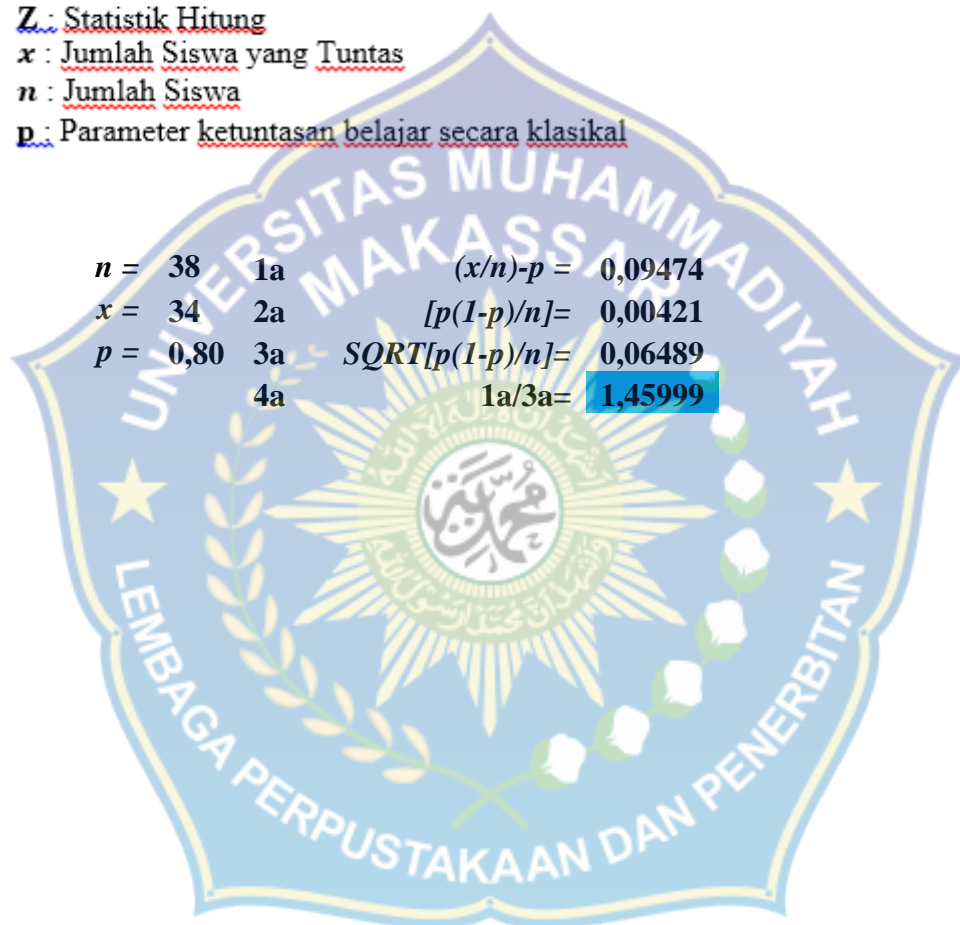 Z : Statistik Hitung
x : Jumlah Siswa yang Tuntas
n : Jumlah Siswa
p : Parameter ketuntasan belajar secara klasikal
UNIVERSITAS MUHAMMADIYAH
MAKASSAR
n = 38 1a (x/n)-p = 0,09474
x = 34 2a [p(1-p)/n]= 0,00421
p = 0,80 3a SQRT[p(1-p)/n]= 0,06489
4a 1a/3a= 1,45999
LEMBAGA PERPUSTAKAAN DAN PENERBITAN